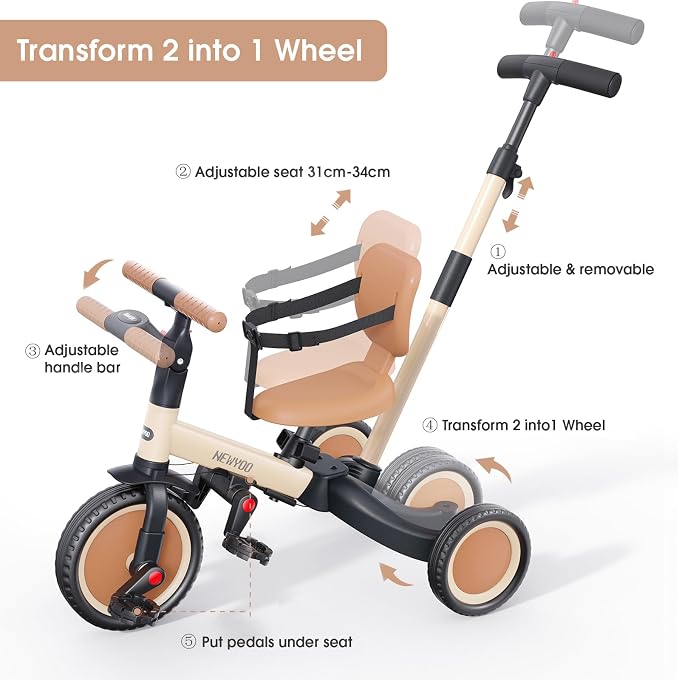 Transform 2 into 1 Wheel
② Adjustable seat 31cm-34cm
①
Adjustable & removable
③ Adjustable
handle bar
④ Transform 2 into1 Wheel
NEWYOO
⑤ Put pedals under seat